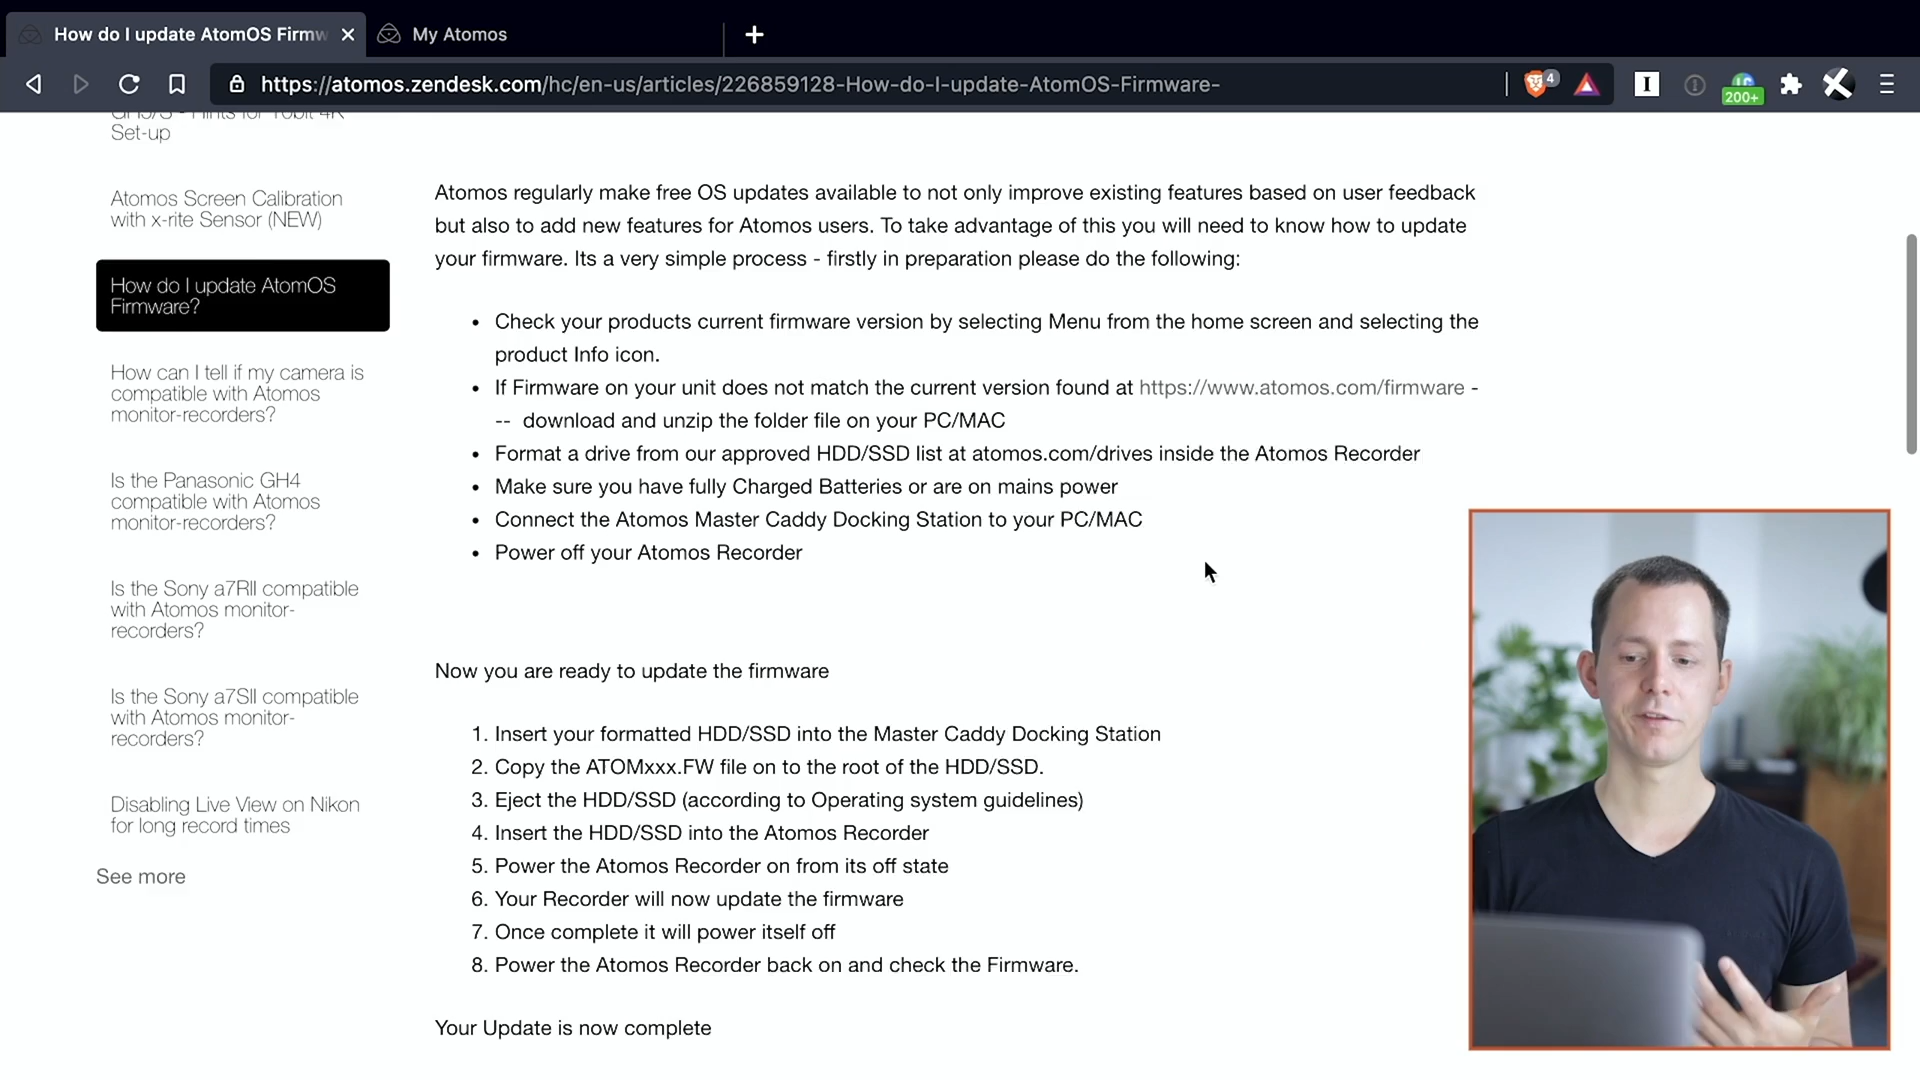 How do I update AtomOS Firmw
My Atomos
https://atomos.zendesk.com/hc/en-us/articles/226859128-How-do-I-update-AtomOS-Firmware-
4
200+
Set-up
Atomos Screen Calibration
with x-rite Sensor (NEW)
How do I update AtomOS
Firmware?
How can I tell if my camera is
compatible with Atomos
monitor-recorders?
Is the Panasonic GH4
compatible with Atomos
monitor-recorders?
Is the Sony a7RII compatible
with Atomos monitor-
recorders?
Is the Sony a7SII compatible
with Atomos monitor-
recorders?
Disabling Live View on Nikon
for long record times
See more
Atomos regularly make free OS updates available to not only improve existing features based on user feedback
but also to add new features for Atomos users. To take advantage of this you will need to know how to update
your firmware. Its a very simple process - firstly in preparation please do the following:
• Check your products current firmware version by selecting Menu from the home screen and selecting the
product Info icon.
• If Firmware on your unit does not match the current version found at https://www.atomos.com/firmware -
-- download and unzip the folder file on your PC/MAC
• Format a drive from our approved HDD/SSD list at atomos.com/drives inside the Atomos Recorder
• Make sure you have fully Charged Batteries or are on mains power
• Connect the Atomos Master Caddy Docking Station to your PC/MAC
• Power off your Atomos Recorder
Now you are ready to update the firmware
1. Insert your formatted HDD/SSD into the Master Caddy Docking Station
2. Copy the ATOMxxx.FW file on to the root of the HDD/SSD.
3. Eject the HDD/SSD (according to Operating system guidelines)
4. Insert the HDD/SSD into the Atomos Recorder
5. Power the Atomos Recorder on from its off state
6. Your Recorder will now update the firmware
7. Once complete it will power itself off
8. Power the Atomos Recorder back on and check the Firmware.
Your Update is now complete